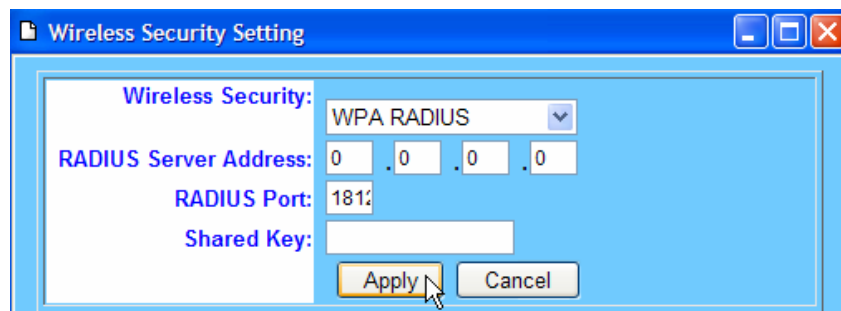 Wireless Security Setting
Wireless Security:
WPA RADIUS
RADIUS Server Address: 0 . 0 . 0 . 0
RADIUS Port: 1812
Shared Key:
Apply Cancel